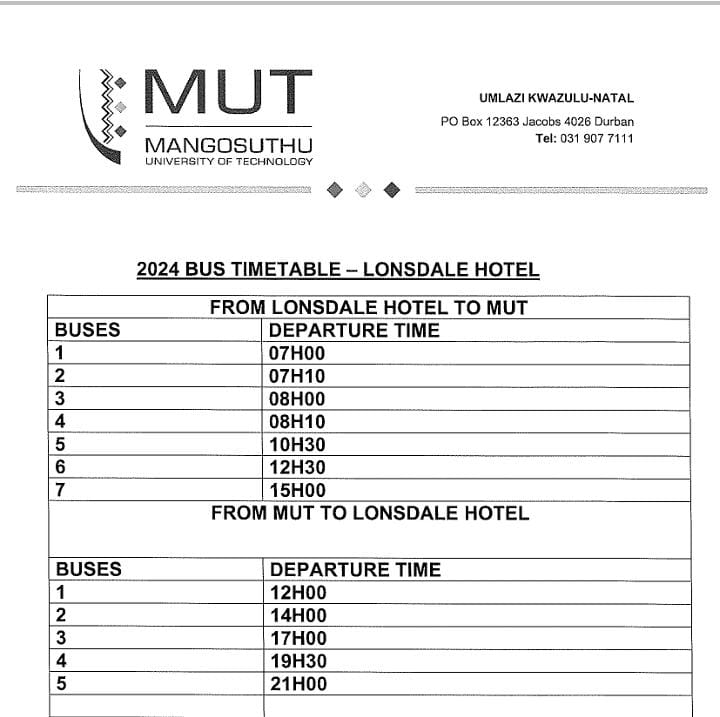 MUT
MANGOSUTHU
UNIVERSITY OF TECHNOLOGY
UMLAZI KWAZULU-NATAL
PO Box 12363 Jacobs 4026 Durban
Tel: 031 907 7111
2024 BUS TIMETABLE – LONSDALE HOTEL
FROM LONSDALE HOTEL TO MUT
BUSES DEPARTURE TIME
1 07H00
2 07H10
3 08H00
4 08H10
5 10H30
6 12H30
7 15H00
FROM MUT TO LONSDALE HOTEL
BUSES DEPARTURE TIME
1 12H00
2 14H00
3 17H00
4 19H30
5 21H00